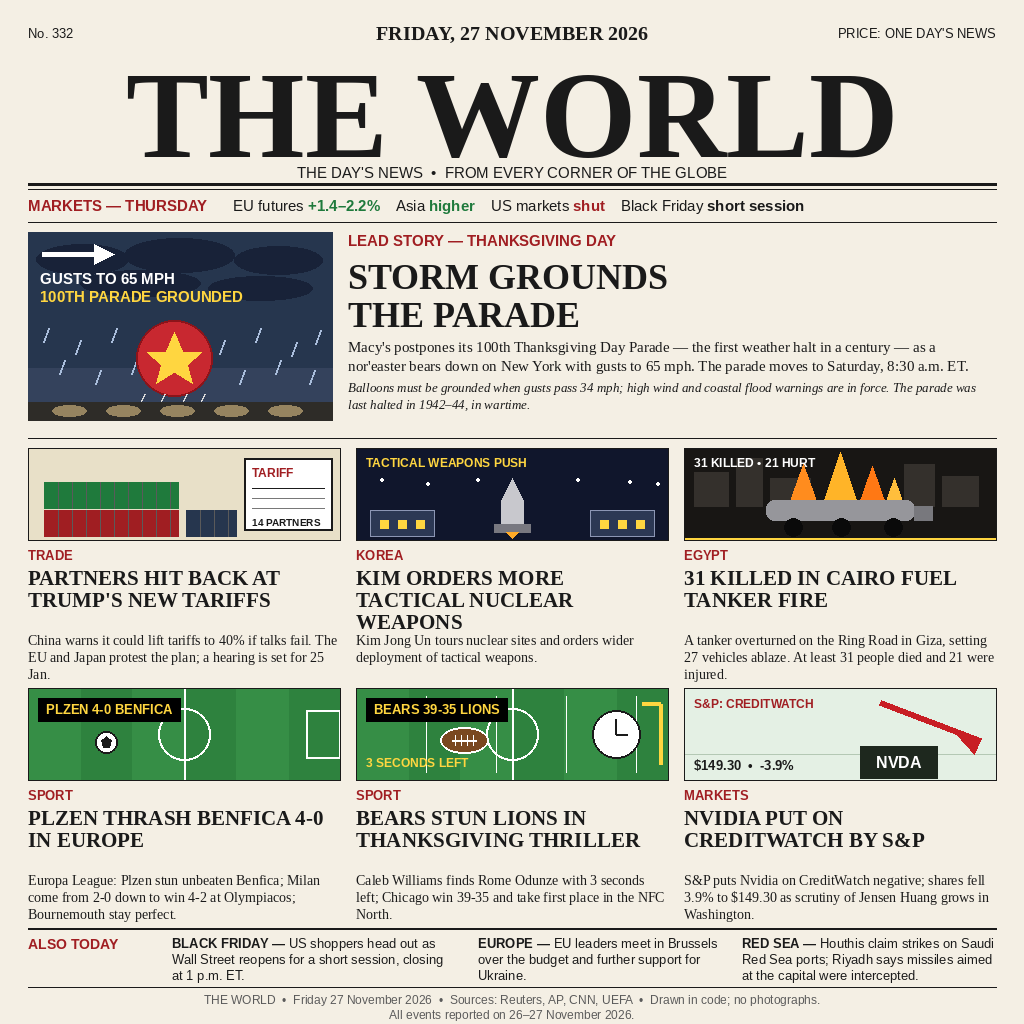 No. 332
FRIDAY, 27 NOVEMBER 2026
PRICE: ONE DAY'S NEWS
THE WORLD
THE DAY'S NEWS • FROM EVERY CORNER OF THE GLOBE
MARKETS — THURSDAY EU futures +1.4–2.2% Asia higher US markets shut Black Friday short session
GUSTS TO 65 MPH
100TH PARADE GROUNDED
LEAD STORY — THANKSGIVING DAY
STORM GROUNDS
THE PARADE
Macy's postpones its 100th Thanksgiving Day Parade — the first weather halt in a century — as a
nor'easter bears down on New York with gusts to 65 mph. The parade moves to Saturday, 8:30 a.m. ET.
Balloons must be grounded when gusts pass 34 mph; high wind and coastal flood warnings are in force. The parade was
last halted in 1942–44, in wartime.
TARIFF
14 PARTNERS
TRADE
PARTNERS HIT BACK AT
TRUMP'S NEW TARIFFS
China warns it could lift tariffs to 40% if talks fail. The
EU and Japan protest the plan; a hearing is set for 25
Jan.
TACTICAL WEAPONS PUSH
KOREA
KIM ORDERS MORE
TACTICAL NUCLEAR
WEAPONS
Kim Jong Un tours nuclear sites and orders wider
deployment of tactical weapons.
31 KILLED • 21 HURT
EGYPT
31 KILLED IN CAIRO FUEL
TANKER FIRE
A tanker overturned on the Ring Road in Giza, setting
27 vehicles ablaze. At least 31 people died and 21 were
injured.
PLZEN 4-0 BENFICA
SPORT
PLZEN THRASH BENFICA 4-0
IN EUROPE
Europa League: Plzen stun unbeaten Benfica; Milan
come from 2-0 down to win 4-2 at Olympiacos;
Bournemouth stay perfect.
BEARS 39-35 LIONS
3 SECONDS LEFT
SPORT
BEARS STUN LIONS IN
THANKSGIVING THRILLER
Caleb Williams finds Rome Odunze with 3 seconds
left; Chicago win 39-35 and take first place in the NFC
North.
S&P: CREDITWATCH
$149.30 • -3.9%
NVDA
MARKETS
NVIDIA PUT ON
CREDITWATCH BY S&P
S&P puts Nvidia on CreditWatch negative; shares fell
3.9% to $149.30 as scrutiny of Jensen Huang grows in
Washington.
ALSO TODAY
BLACK FRIDAY — US shoppers head out as
Wall Street reopens for a short session, closing
at 1 p.m. ET.
EUROPE — EU leaders meet in Brussels
over the budget and further support for
Ukraine.
RED SEA — Houthis claim strikes on Saudi
Red Sea ports; Riyadh says missiles aimed
at the capital were intercepted.
THE WORLD • Friday 27 November 2026 • Sources: Reuters, AP, CNN, UEFA • Drawn in code; no photographs.
All events reported on 26–27 November 2026.